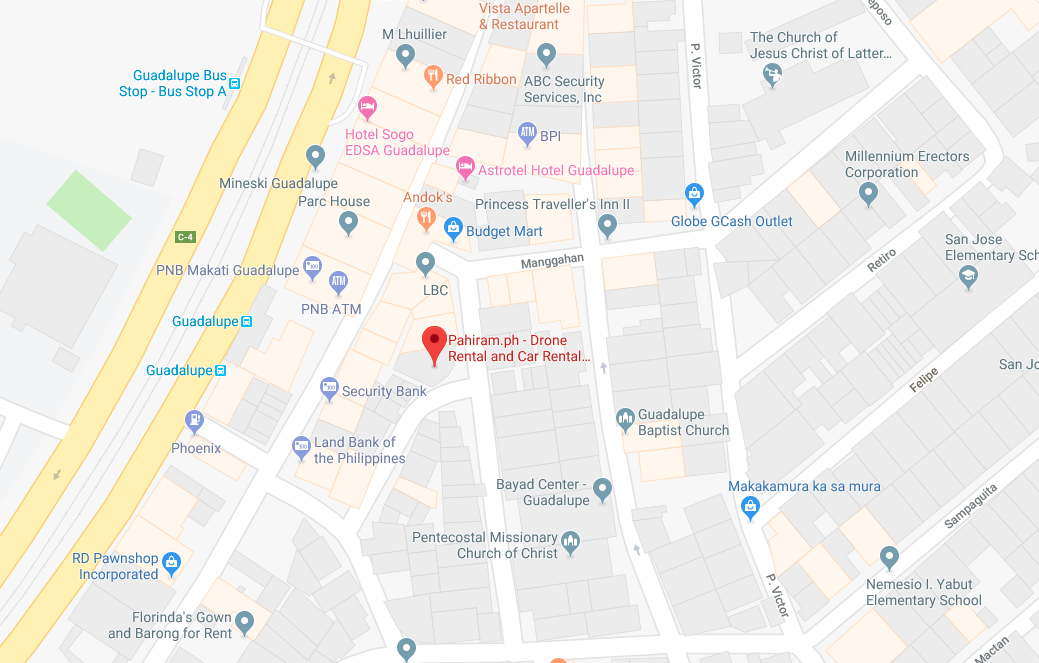 Vista Apartelle
& Restaurant
eposo
M Lhuillier
P. Victor
The Church of
Jesus Christ of Latter...
Guadalupe Bus
Stop - Bus Stop A
Red Ribbon
ABC Security
Services, Inc
Hotel Sogo
EDSA Guadalupe
ATM
BPI
Millennium Erectors
Corporation
Mineski Guadalupe
Astrotel Hotel Guadalupe
Parc House
Andok's
Princess Traveller's Inn II
Globe GCash Outlet
Budget Mart
C-4
San Jose
Elementary Sch
Manggahan
Retiro
PNB Makati Guadalupe
ATM
LBC
PNB ATM
Guadalupe
Pahiram.ph - Drone
Rental and Car Rental...
Guadalupe
San Jo
Felipe
Security Bank
Guadalupe
Baptist Church
Phoenix
Land Bank of
the Philippines
Bayad Center -
Guadalupe
Makakamura ka sa mura
Sampaguita
Pentecostal Missionary
Church of Christ
RD Pawnshop
Incorporated
P. Victor
Nemesio I. Yabut
Elementary School
Florinda's Gown
and Barong for Rent
Mactan